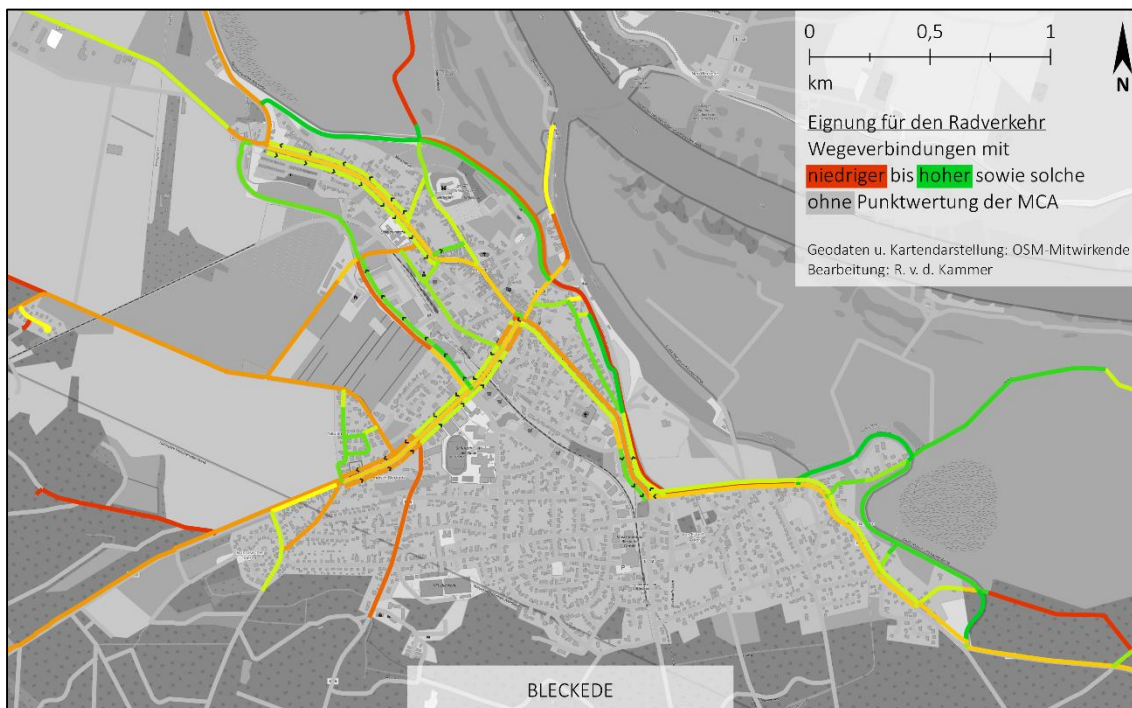 0 0,5 1
km
N
Eignung für den Radverkehr
Wegeverbindungen mit
niedriger bis hoher sowie solche
ohne Punktwertung der MCA
Geodaten u. Kartendarstellung: OSM-Mitwirkende
Bearbeitung: R. v. d. Kammer
BLECKEDE